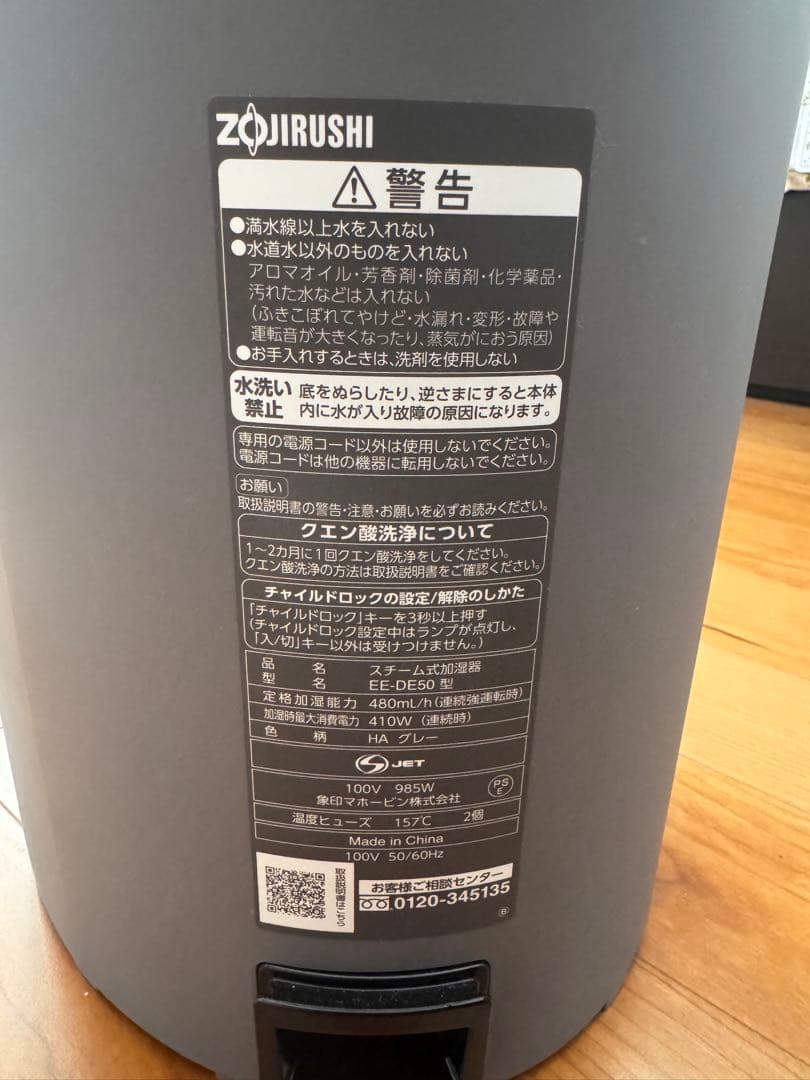 ZOJIRUSHI
警告
●満水線以上水を入れない
●水道水以外のものを入れない
アロマオイル・芳香剤・除菌剤・化学薬品・
汚れた水などは入れない
（ふきこぼれてやけど・水漏れ・変形・故障や
運転音が大きくなったり、蒸気がにおう原因）
●お手入れするときは、洗剤を使用しない
水洗い
禁止
底をぬらしたり、逆さまにすると本体
内に水が入り故障の原因になります。
専用の電源コード以外は使用しないでください。
電源コードは他の機器に転用しないでください。
お願い
取扱説明書の警告・注意・お願いを必ずお読みください。
クエン酸洗浄について
1〜2カ月に1回クエン酸洗浄をしてください。
クエン酸洗浄の方法は取扱説明書をご確認ください。
チャイルドロックの設定/解除のしかた
「チャイルドロック」キーを3秒以上押す
（チャイルドロック設定中はランプが点灯し、
「入/切」キー以外は受けつけません。）
品 名 スチーム式加湿器
型 名 EE-DE50 型
定格加湿能力 480mL/h（連続強運転時）
加湿時最大消費電力 410W（連続時）
色 柄 HA グレー
JET
100V 985W
PS
E
象印マホービン株式会社
温度ヒューズ 157℃ 2個
Made in China
100V 50/60Hz
取扱説明書はこちら
お客様ご相談センター
0120-345135
B